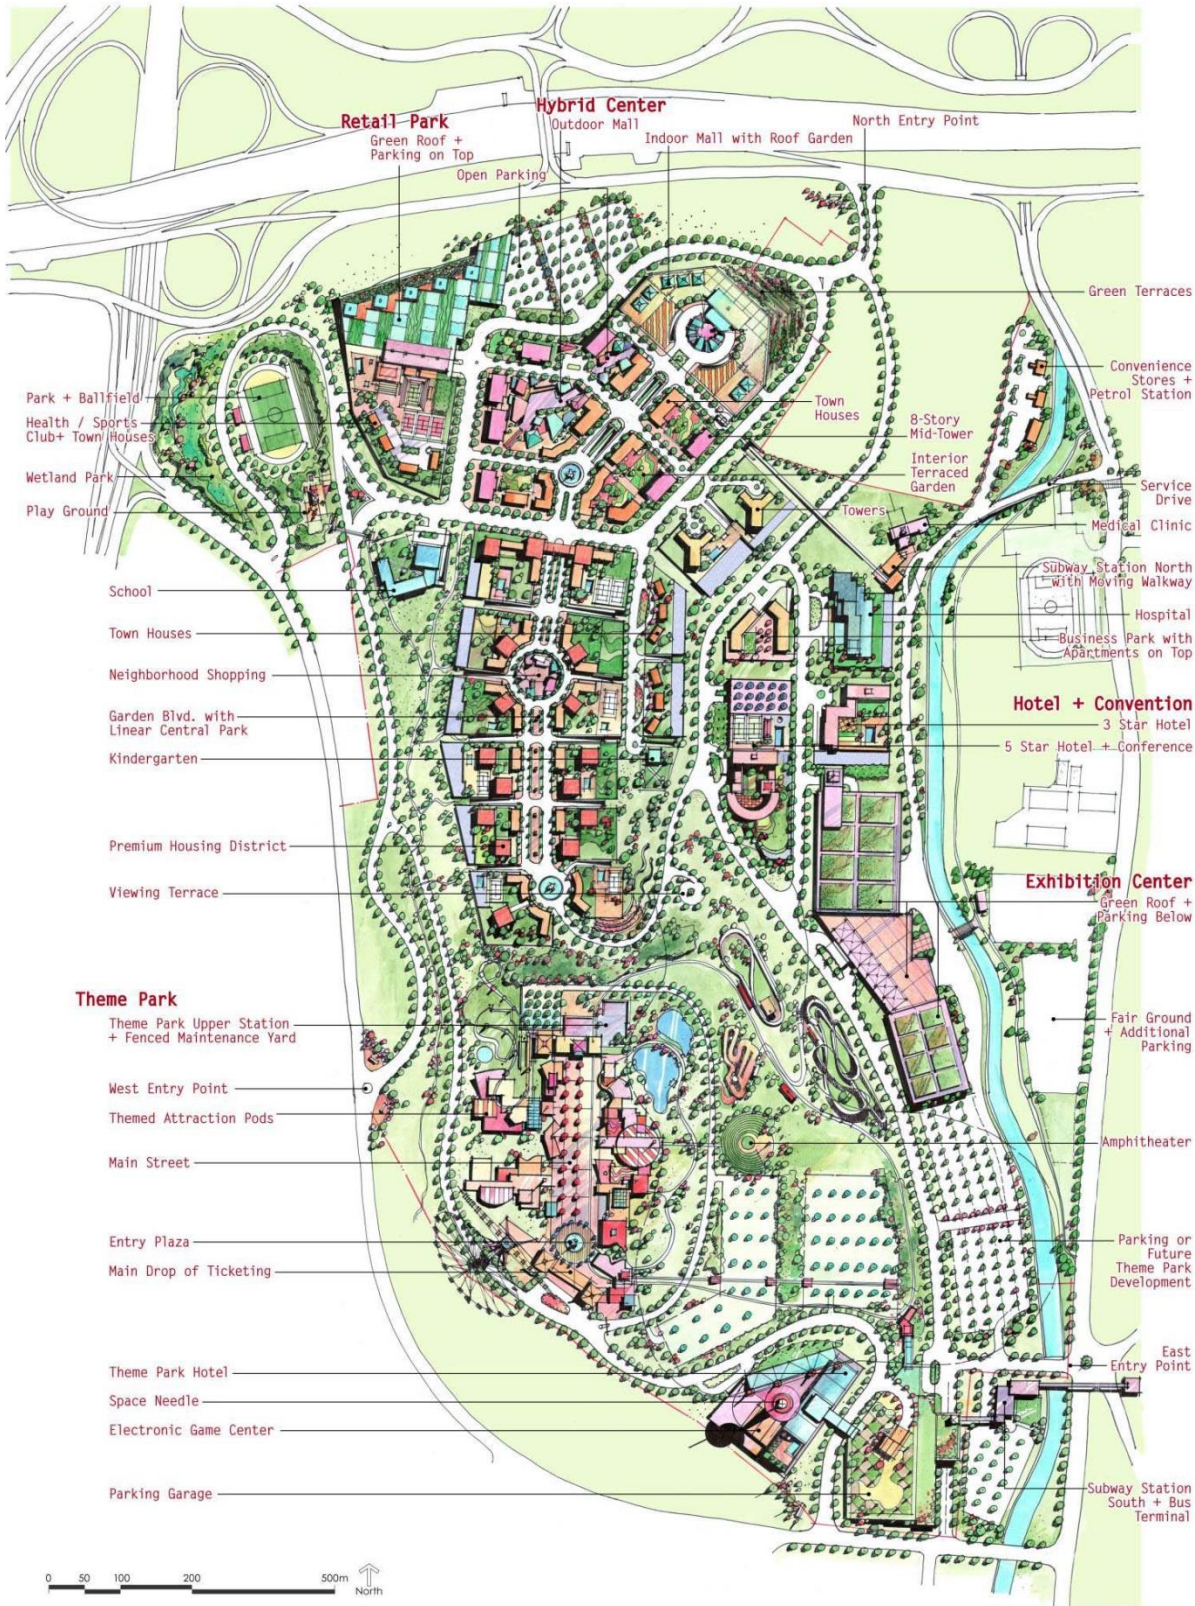 Hybrid Center
Outdoor Mall
Retail Park
Green Roof +
Parking on Top
North Entry Point
Indoor Mall with Roof Garden
Open Parking
Green Terraces
Convenience
Stores +
Petrol Station
Park + Ballfield
Health / Sports
Club+ Town Houses
Town
Houses
8-Story
Mid-Tower
Interior
Terraced
Garden
Wetland Park
Service
Drive
Play Ground
Towers
Medical Clinic
Subway Station North
with Moving Walkway
School
Hospital
Town Houses
Business Park with
Apartments on Top
Neighborhood Shopping
Hotel + Convention
3 Star Hotel
Garden Blvd. with
Linear Central Park
5 Star Hotel + Conference
Kindergarten
Premium Housing District
Viewing Terrace
Exhibition Center
Green Roof +
Parking Below
Theme Park
Theme Park Upper Station
+ Fenced Maintenance Yard
Fair Ground
+ Additional
Parking
West Entry Point
Themed Attraction Pods
Amphitheater
Main Street
Entry Plaza
Main Drop of Ticketing
Parking or
Future
Theme Park
Development
East
Entry Point
Theme Park Hotel
Space Needle
Electronic Game Center
Parking Garage
Subway Station
South + Bus
Terminal
0 50 100 200 500m
North